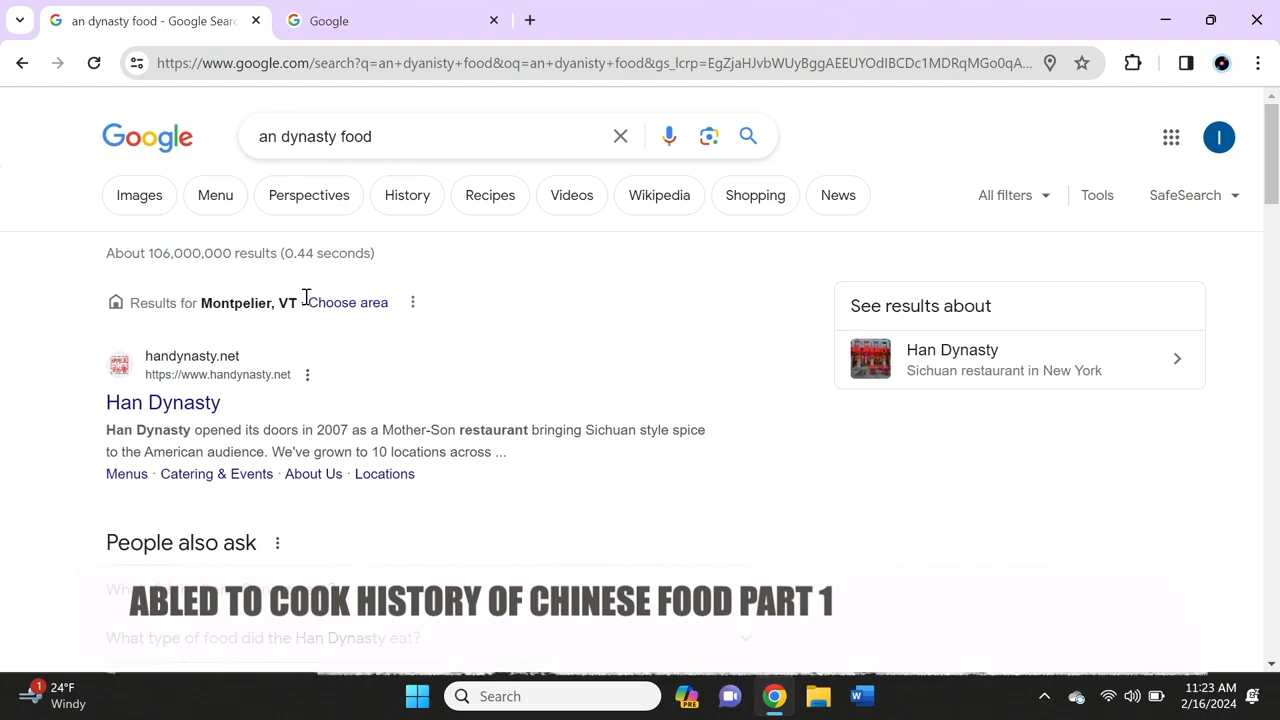 an dynasty food - Google Searc
Google
https://www.google.com/search?q=an+dyanisty+food&oq=an+dyanisty+food&gs_lcrp=EgZjaHJvbWUyBggAEEUYOdIBCDc1MDRqMGo0qA...
Google
an dynasty food
I
Images
Menu
Perspectives
History
Recipes
Videos
Wikipedia
Shopping
News
All filters
Tools
SafeSearch
About 106,000,000 results (0.44 seconds)
Results for Montpelier, VT · Choose area
See results about
Han Dynasty
Sichuan restaurant in New York
handynasty.net
https://www.handynasty.net
Han Dynasty
Han Dynasty opened its doors in 2007 as a Mother-Son restaurant bringing Sichuan style spice
to the American audience. We've grown to 10 locations across ...
Menus · Catering & Events · About Us · Locations
People also ask
ABLED TO COOK HISTORY OF CHINESE FOOD PART 1
What type of food did the Han Dynasty eat?
1
24°F
Windy
Search
PRE
W
11:23 AM
2/16/2024